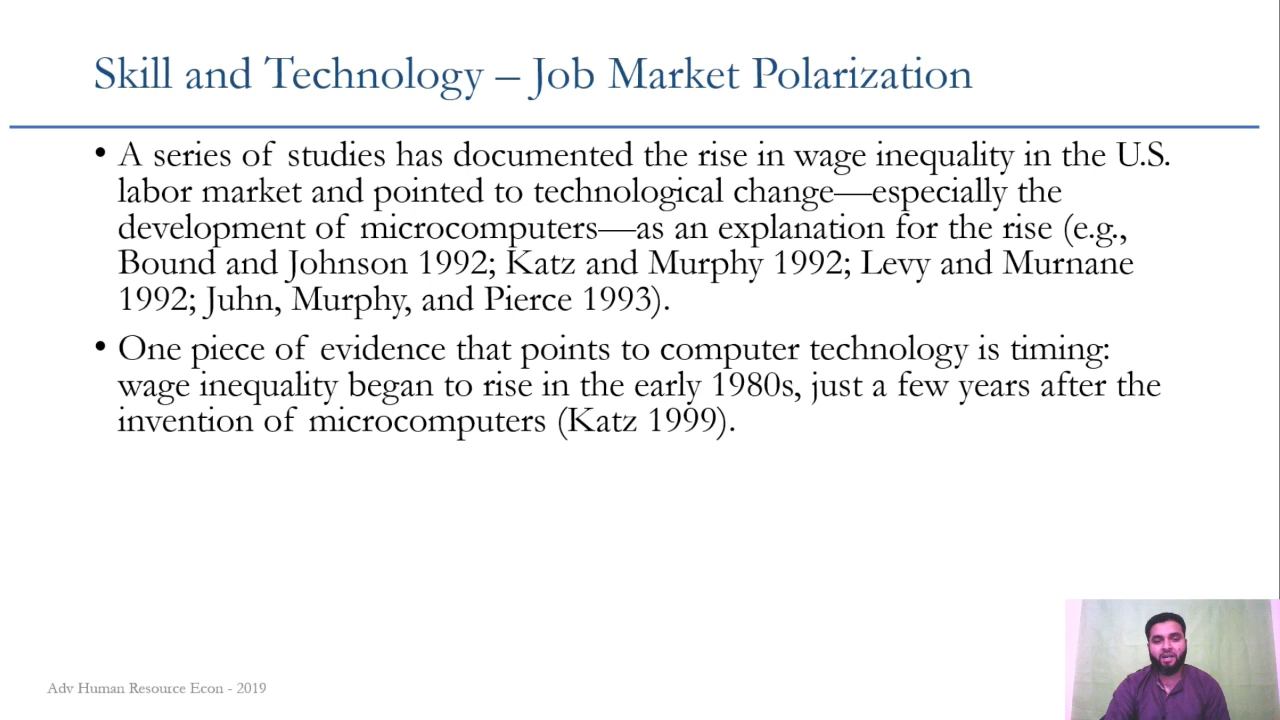 Skill and Technology – Job Market Polarization
• A series of studies has documented the rise in wage inequality in the U.S.
labor market and pointed to technological change—especially the
development of microcomputers—as an explanation for the rise (e.g.,
Bound and Johnson 1992; Katz and Murphy 1992; Levy and Murnane
1992; Juhn, Murphy, and Pierce 1993).
• One piece of evidence that points to computer technology is timing:
wage inequality began to rise in the early 1980s, just a few years after the
invention of microcomputers (Katz 1999).
Adv Human Resource Econ - 2019